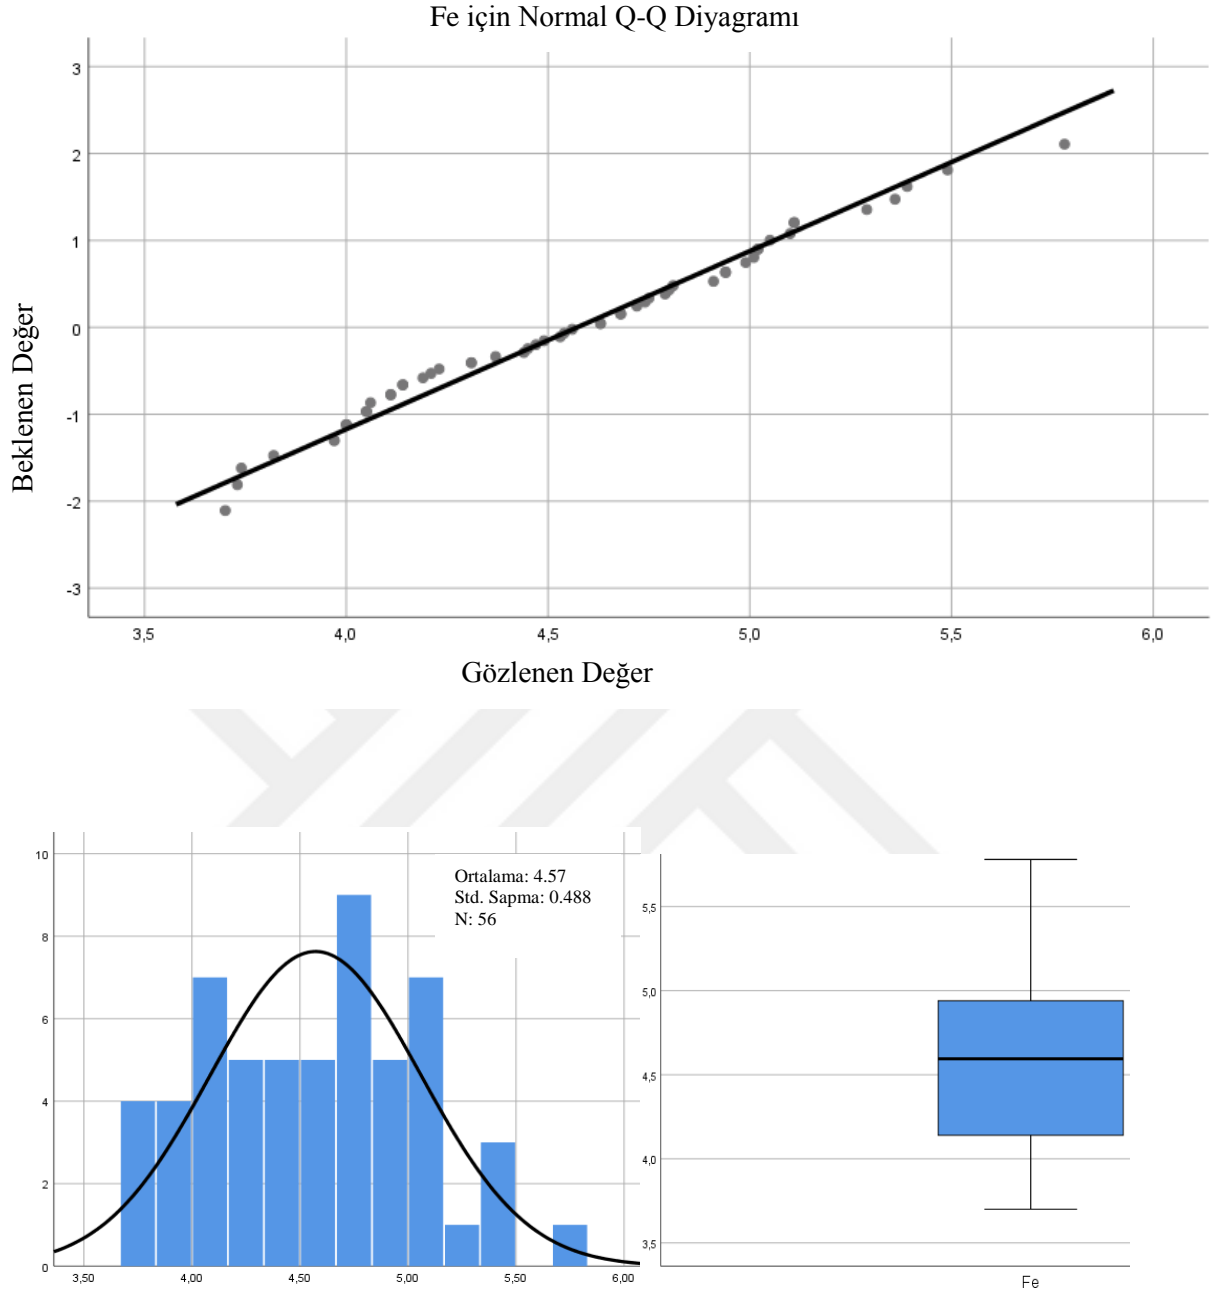 Fe için Normal Q-Q Diyagramı
3
2
1
0
-1
-2
-3
Beklenen Değer
3,5 4,0 4,5 5,0 5,5 6,0
Gözlenen Değer
10
8
6
4
2
0
Ortalama: 4.57
Std. Sapma: 0.488
N: 56
3,50 4,00 4,50 5,00 5,50 6,00
5,5
5,0
4,5
4,0
3,5
Fe